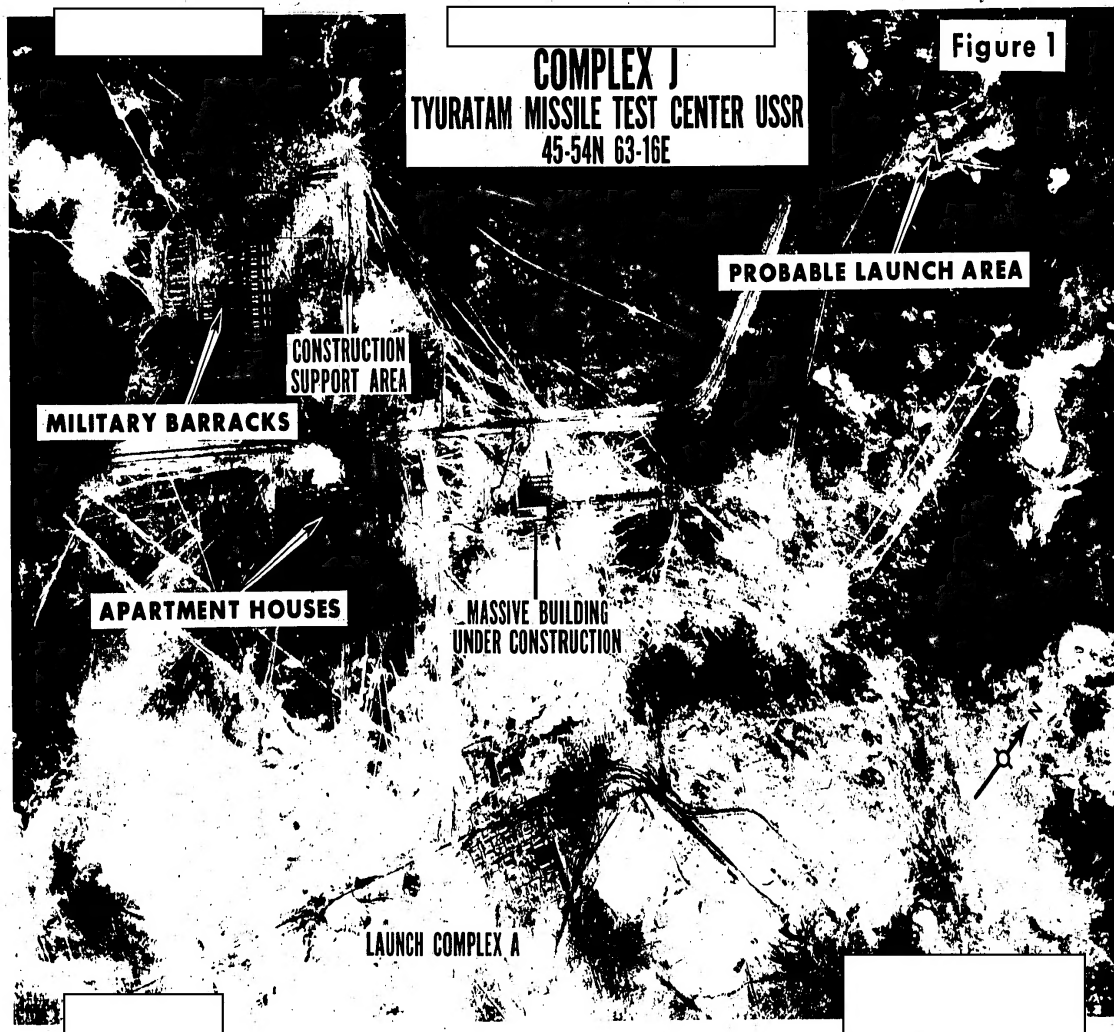 Figure 1
COMPLEX J
TYURATAM MISSILE TEST CENTER USSR
45-54N 63-16E
PROBABLE LAUNCH AREA
CONSTRUCTION
SUPPORT AREA
MILITARY BARRACKS
APARTMENT HOUSES
MASSIVE BUILDING
UNDER CONSTRUCTION
N
LAUNCH COMPLEX A